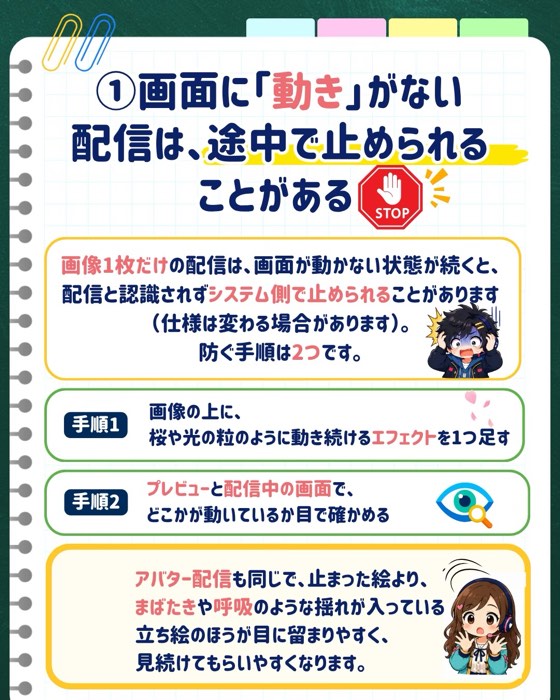 ①画面に「動き」がない
配信は、途中で止められる
ことがある
STOP
画像1枚だけの配信は、画面が動かない状態が続くと、
配信と認識されずシステム側で止められることがあります
（仕様は変わる場合があります）。
防ぐ手順は2つです。
手順1
画像の上に、
桜や光の粒のように動き続けるエフェクトを1つ足す
手順2
プレビューと配信中の画面で、
どこかが動いているか目で確かめる
アバター配信も同じで、止まった絵より、
まばたきや呼吸のような揺れが入っている
立ち絵のほうが目に留まりやすく、
見続けてもらいやすくなります。